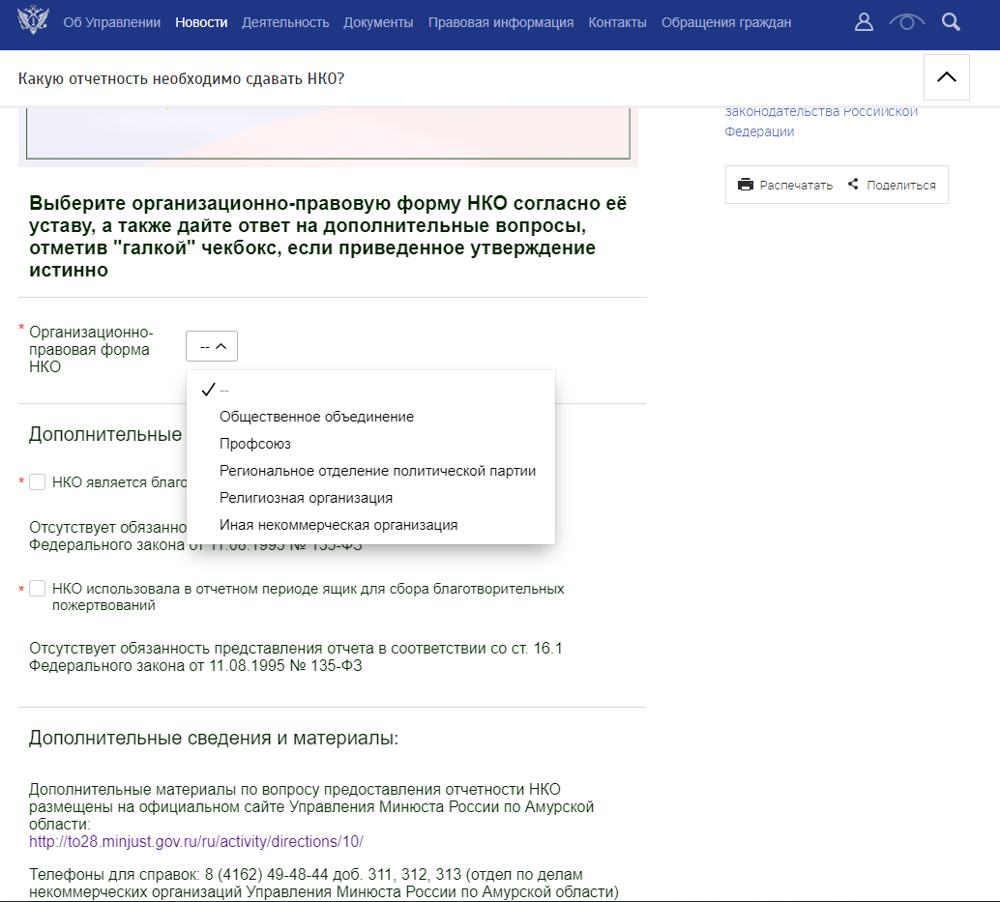 Об Управлении Новости Деятельность Документы Правовая информация Контакты Обращения граждан
Какую отчетность необходимо сдавать НКО?
законодательства Российской
Федерации
Распечатать Поделиться
Выберите организационно-правовую форму НКО согласно её
уставу, а также дайте ответ на дополнительные вопросы,
отметив "галкой" чекбокс, если приведенное утверждение
истинно
* Организационно-
правовая форма
НКО
--
--
Общественное объединение
Профсоюз
Региональное отделение политической партии
Религиозная организация
Иная некоммерческая организация
Дополнительные
* НКО является благо
Отсутствует обязанно
Федерального закона от 11.08.1995 № 135-ФЗ
* НКО использовала в отчетном периоде ящик для сбора благотворительных
пожертвований
Отсутствует обязанность представления отчета в соответствии со ст. 16.1
Федерального закона от 11.08.1995 № 135-ФЗ
Дополнительные сведения и материалы:
Дополнительные материалы по вопросу предоставления отчетности НКО
размещены на официальном сайте Управления Минюста России по Амурской
области:
http://to28.minjust.gov.ru/ru/activity/directions/10/
Телефоны для справок: 8 (4162) 49-48-44 доб. 311, 312, 313 (отдел по делам
некоммерческих организаций Управления Минюста России по Амурской области)